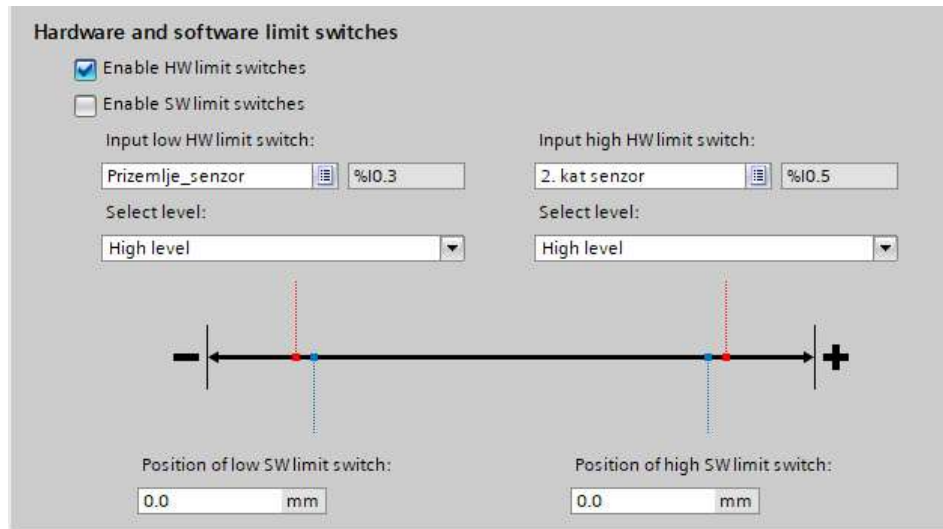 Hardware and software limit switches
Enable HW limit switches
Enable SW limit switches
Input low HW limit switch: Input high HW limit switch:
Prizemlje_senzor %I0.3 2. kat senzor %I0.5
Select level: Select level:
High level High level
− +
Position of low SW limit switch: Position of high SW limit switch:
0.0 mm 0.0 mm